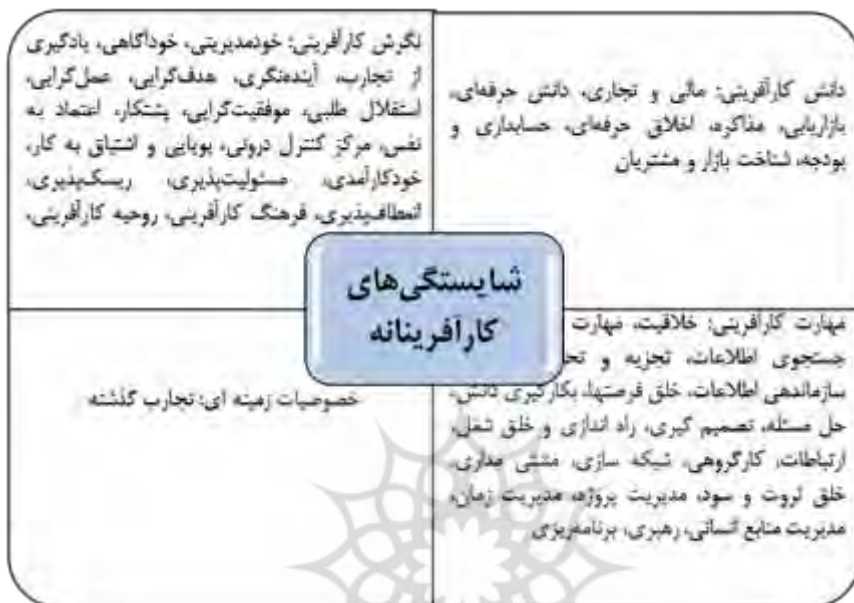 دانش کارآفرینی: مالی و تجاری، دانش حرفه‌ای،
بازاریابی، مذاکره، اخلاق حرفه‌ای، حسابداری و
بودجه، شناخت بازار و مشتریان
نگرش کارآفرینی: خودمدیریتی، خودآگاهی، یادگیری
از تجارب، آینده‌نگری، هدف‌گرایی، عمل‌گرایی،
استقلال طلبی، موفقیت‌گرایی، پشتکار، اعتماد به
نفس، مرکز کنترل درونی، پویایی و اشتیاق به کار،
خودکارآمدی، مسئولیت‌پذیری، ریسک‌پذیری،
انعطاف‌پذیری، فرهنگ کارآفرینی، روحیه کارآفرینی،
شایستگی‌های
کارآفرینانه
مهارت کارآفرینی: خلاقیت، مهارت
جستجوی اطلاعات، تجزیه و
سازماندهی اطلاعات، خلق فرصتها، بکارگیری دانش،
حل مسئله، تصمیم گیری، راه اندازی و خلق شغل،
ارتباطات، کارگروهی، شبکه سازی، مشتی مداری،
خلق ثروت و سود، مدیریت پروژه، مدیریت زمان،
مدیریت منابع انسانی، رهبری، برنامه‌ریزی
خصوصیات زمینه ای: تجارب گذشته